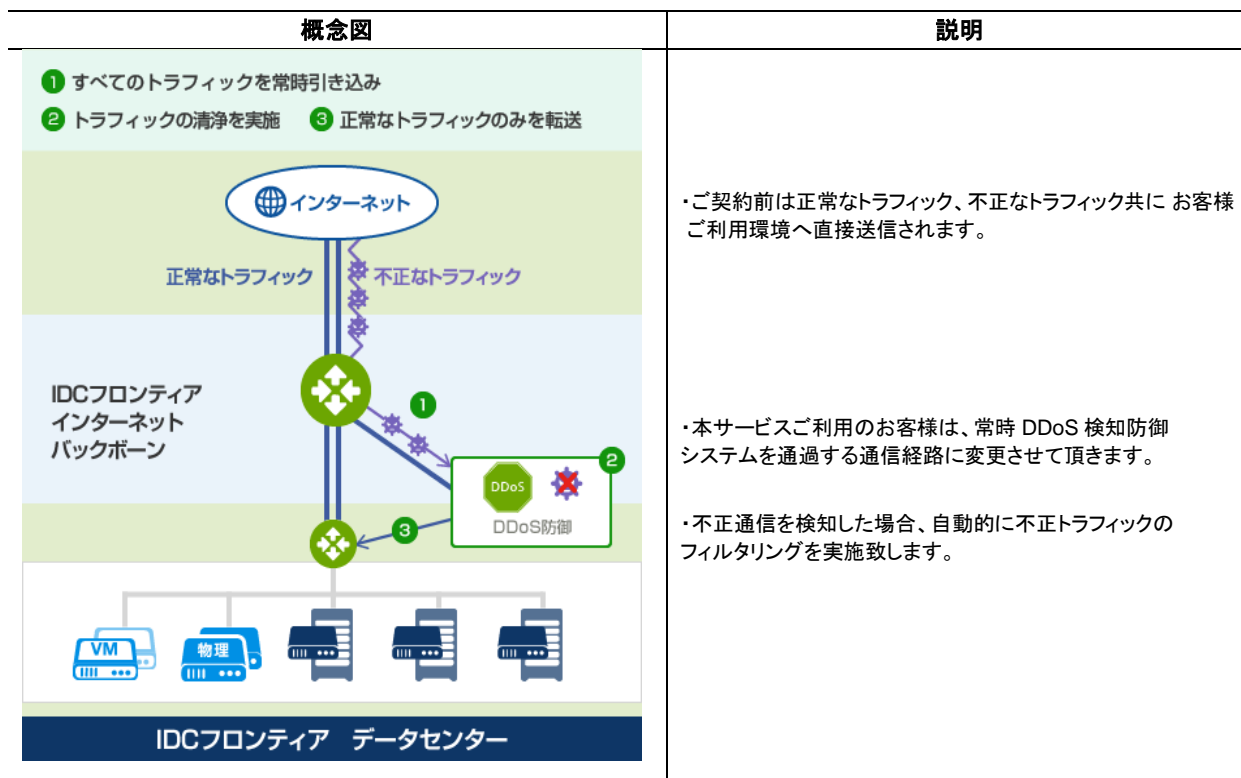 概念図
説明
❶ すべてのトラフィックを常時引き込み
❷ トラフィックの清浄を実施 ❸ 正常なトラフィックのみを転送
インターネット
正常なトラフィック
不正なトラフィック
・ご契約前は正常なトラフィック、不正なトラフィック共に お客様
ご利用環境へ直接送信されます。
IDCフロンティア
インターネット
バックボーン
❶
❷
DDoS
DDoS防御
❸
・本サービスご利用のお客様は、常時 DDoS 検知防御
システムを通過する通信経路に変更させて頂きます。
・不正通信を検知した場合、自動的に不正トラフィックの
フィルタリングを実施致します。
VM
物理
IDCフロンティア データセンター